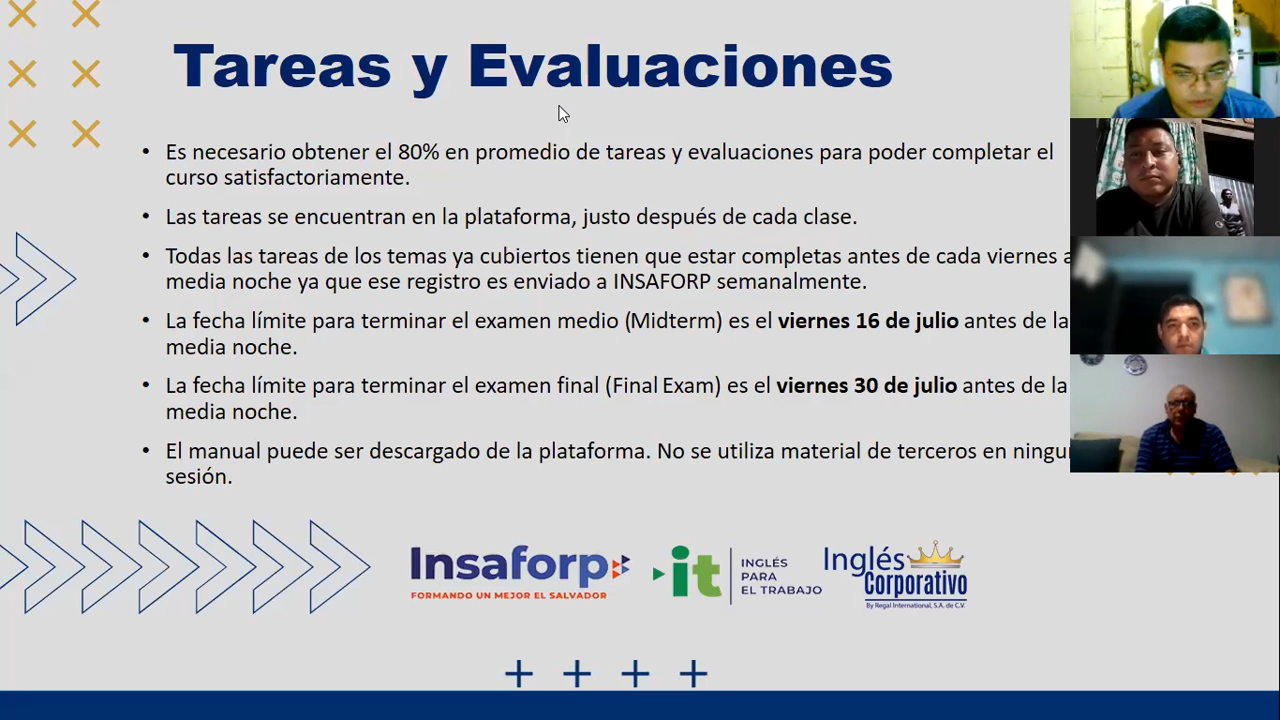 Tareas y Evaluaciones
• Es necesario obtener el 80% en promedio de tareas y evaluaciones para poder completar el
curso satisfactoriamente.
• Las tareas se encuentran en la plataforma, justo después de cada clase.
• Todas las tareas de los temas ya cubiertos tienen que estar completas antes de cada viernes a
media noche ya que ese registro es enviado a INSAFORP semanalmente.
• La fecha límite para terminar el examen medio (Midterm) es el viernes 16 de julio antes de la
media noche.
• La fecha límite para terminar el examen final (Final Exam) es el viernes 30 de julio antes de la
media noche.
• El manual puede ser descargado de la plataforma. No se utiliza material de terceros en
sesión.
Insaforp
FORMANDO UN MEJOR EL SALVADOR
it
INGLÉS
PARA
EL TRABAJO
Inglés
Corporativo
By Regal International, S.A. de C.V.